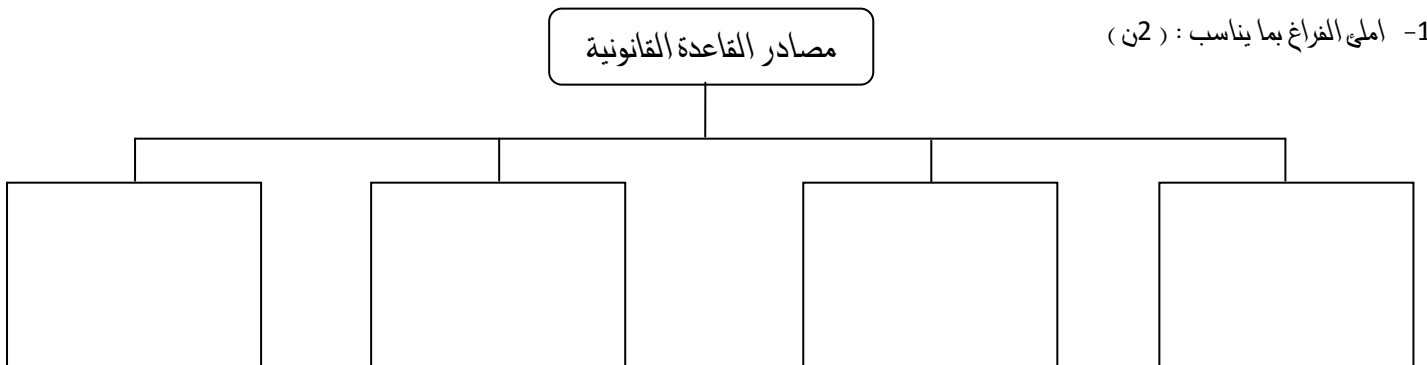 1- املئ الفراغ بما يناسب : ( 2ن )
مصادر القاعدة القانونية